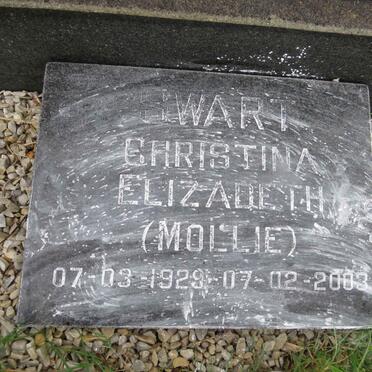 SWART
CHRISTINA
ELIZABETH
(MOLLIE)
07-03-1929-07-02-2003